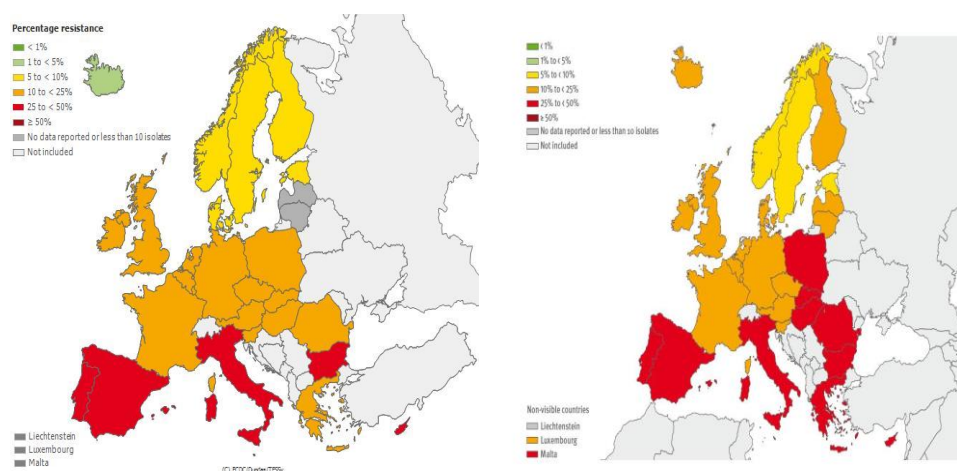 Percentage resistance
< 1%
1 to < 5%
5 to < 10%
10 to < 25%
25 to < 50%
≥ 50%
No data reported or less than 10 isolates
Not included
Liechtenstein
Luxembourg
Malta
< 1%
1% to < 5%
5% to < 10%
10% to < 25%
25% to < 50%
≥ 50%
No data reported or less than 10 isolates
Not included
Non-visible countries
Liechtenstein
Luxembourg
Malta